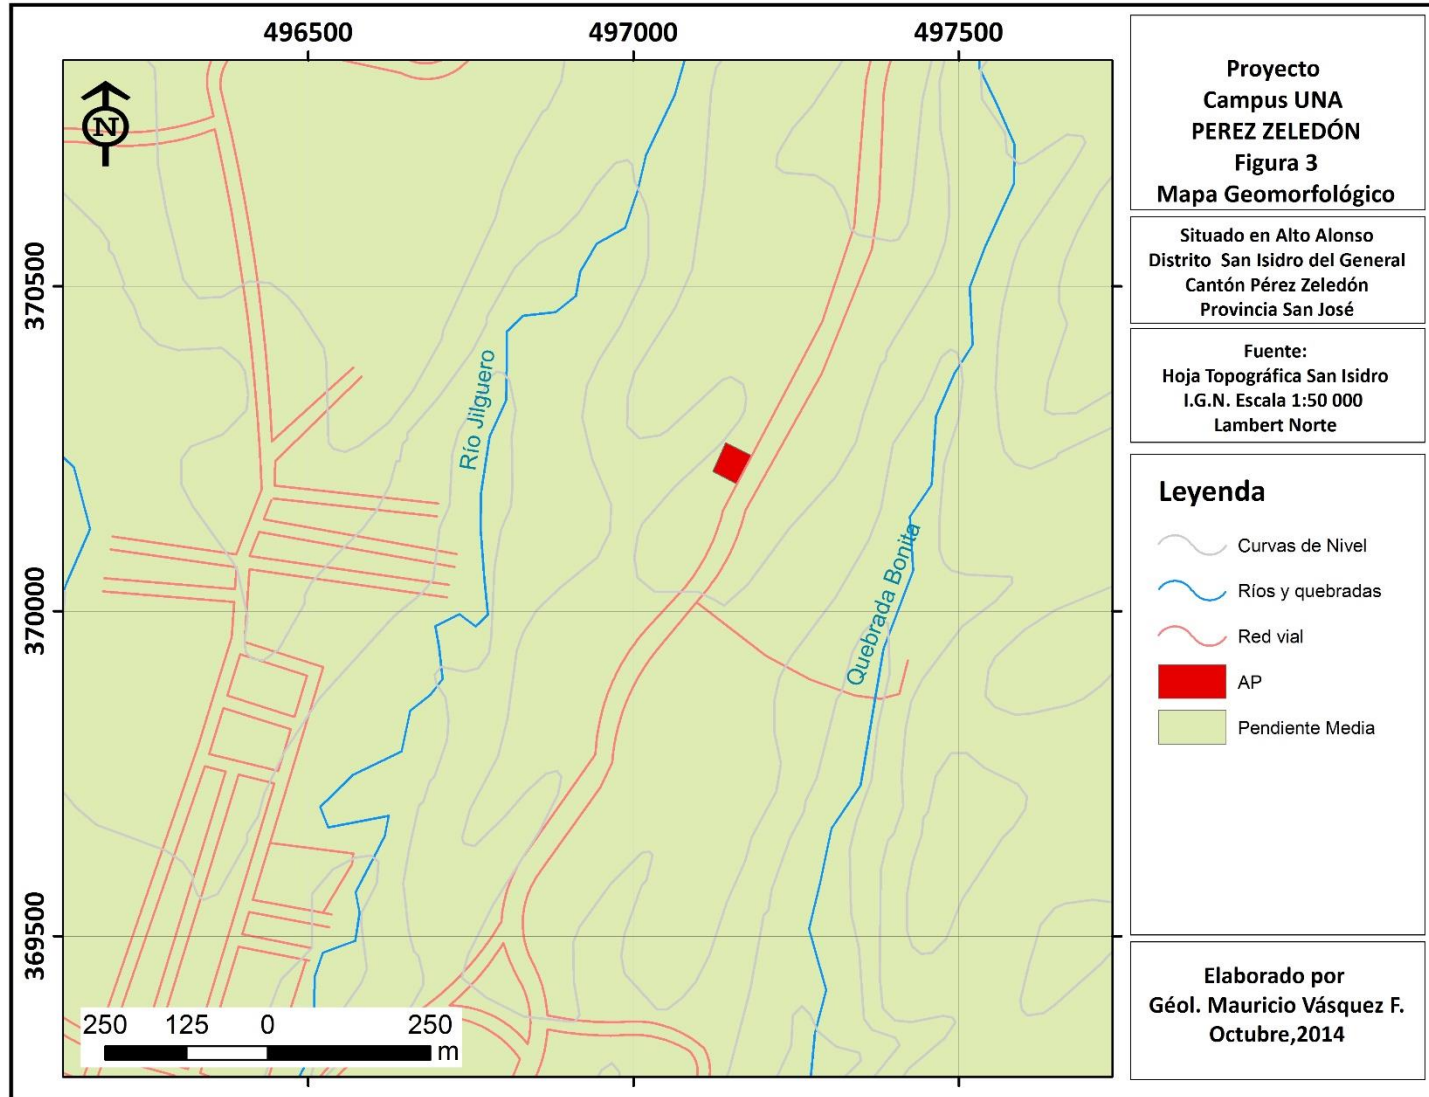 496500
497000
497500
N
370500
370000
369500
Río Jilguero
Quebrada Bonita
250 125 0 250
m
Proyecto
Campus UNA
PEREZ ZELEDÓN
Figura 3
Mapa Geomorfológico
Situado en Alto Alonso
Distrito San Isidro del General
Cantón Pérez Zeledón
Provincia San José
Fuente:
Hoja Topográfica San Isidro
I.G.N. Escala 1:50 000
Lambert Norte
Leyenda
Curvas de Nivel
Ríos y quebradas
Red vial
AP
Pendiente Media
Elaborado por
Géol. Mauricio Vásquez F.
Octubre,2014